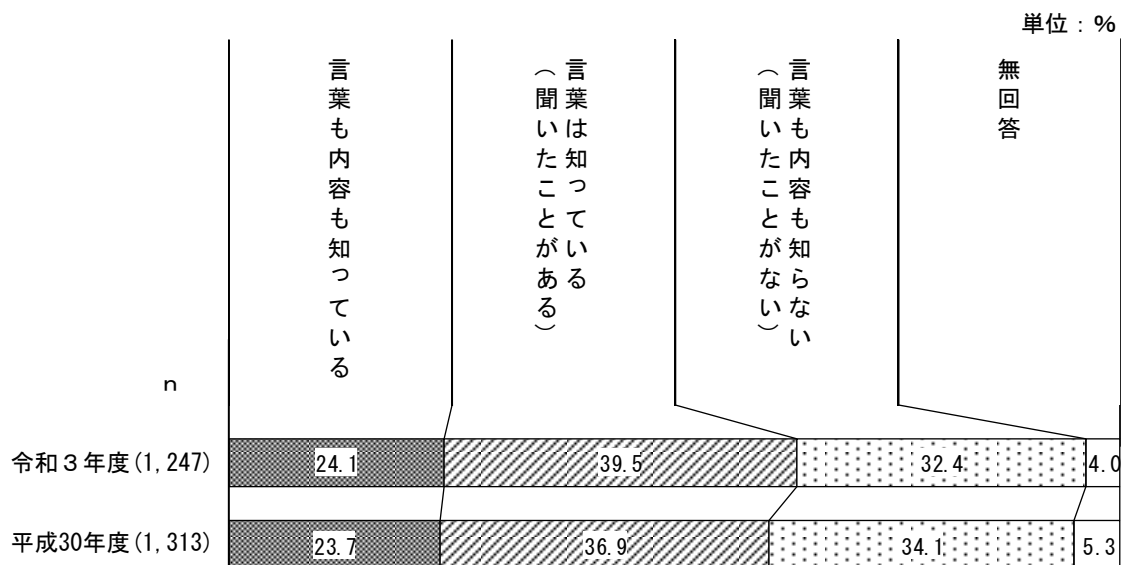 単位：％
言葉も内容も知っている
言葉は知っている
（聞いたことがある）
言葉も内容も知らない
（聞いたことがない）
無回答
ｎ
令和３年度(1,247)
24.1
39.5
32.4
4.0
平成30年度(1,313)
23.7
36.9
34.1
5.3